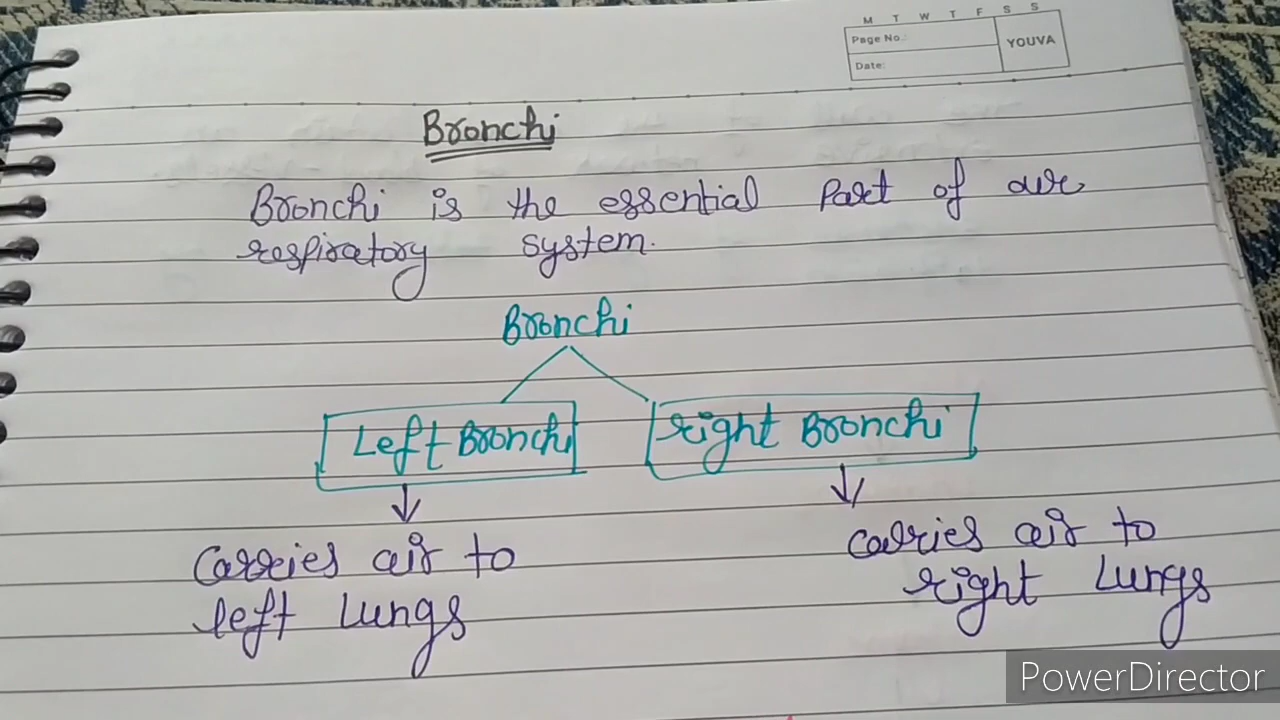 M T W T F S S
Page No.:
YOUVA
Date:
Bronchi
Bronchi is the essential Part of our
respiratory system.
Bronchi
Left Bronchi
right Bronchi
Carries air to
left Lungs
Carries air to
right Lungs
PowerDirector